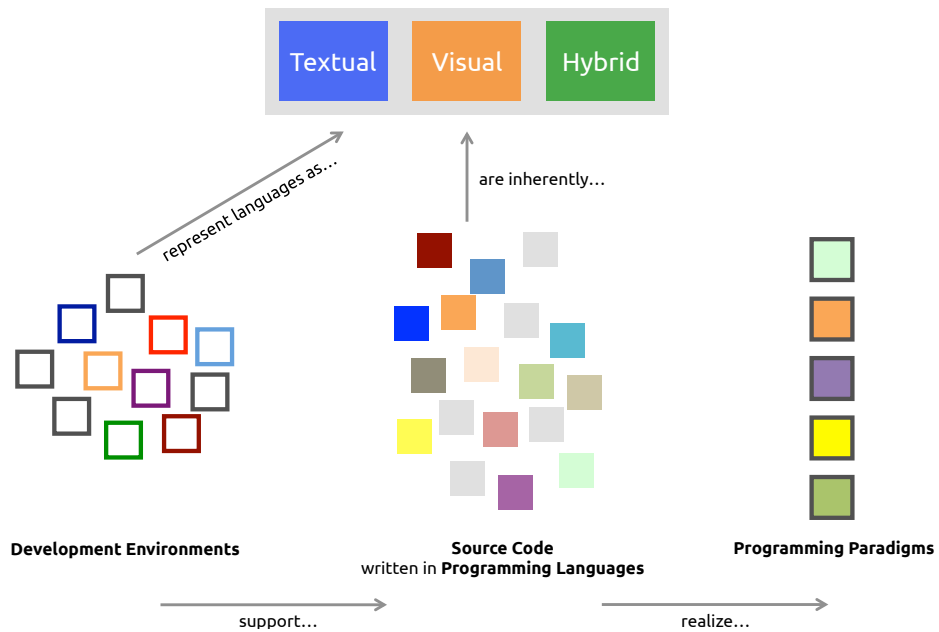 Textual
Visual
Hybrid
represent languages as...
are inherently...
Development Environments
Source Code
written in Programming Languages
Programming Paradigms
support...
realize...